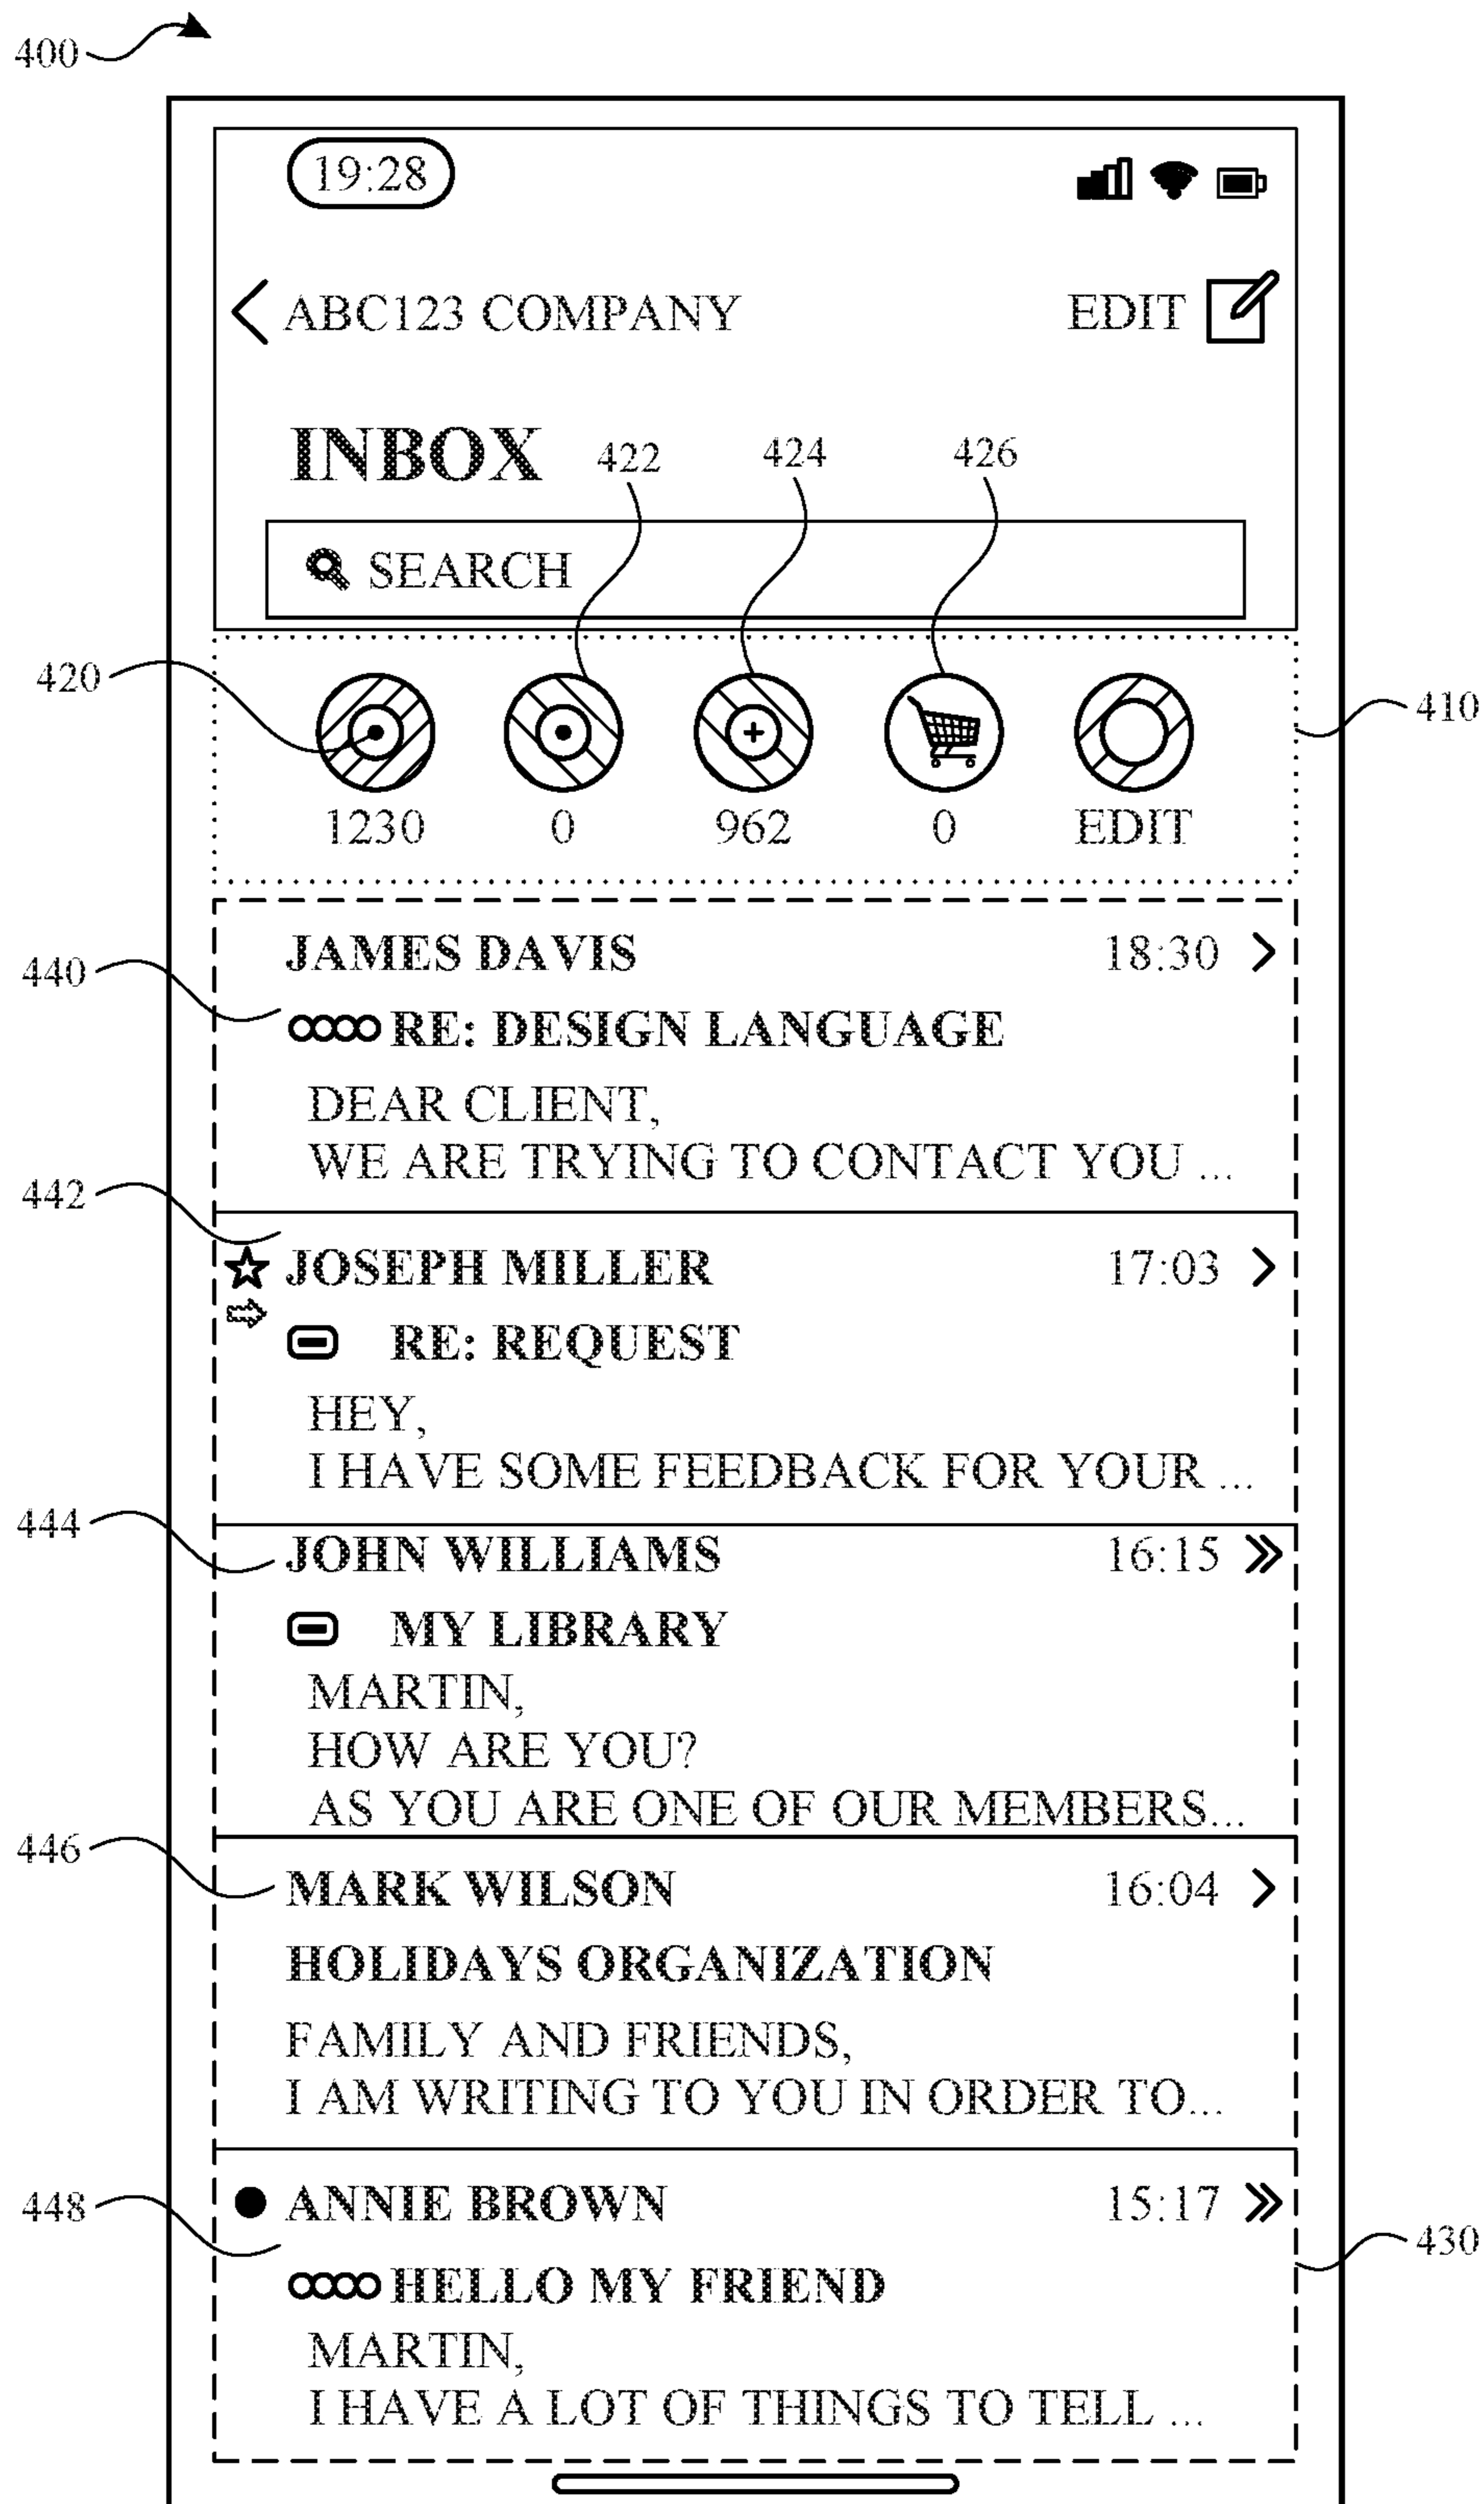 400
19:28
ABC123 COMPANY EDIT
INBOX 422 424 426
SEARCH
420
410
1230 0 962 0 EDIT
JAMES DAVIS 18:30
440
RE: DESIGN LANGUAGE
DEAR CLIENT,
WE ARE TRYING TO CONTACT YOU ...
442
JOSEPH MILLER 17:03
RE: REQUEST
HEY,
I HAVE SOME FEEDBACK FOR YOUR ...
444
JOHN WILLIAMS 16:15
MY LIBRARY
MARTIN,
HOW ARE YOU?
AS YOU ARE ONE OF OUR MEMBERS...
446
MARK WILSON 16:04
HOLIDAYS ORGANIZATION
FAMILY AND FRIENDS,
I AM WRITING TO YOU IN ORDER TO...
448
ANNIE BROWN 15:17
430
HELLO MY FRIEND
MARTIN,
I HAVE A LOT OF THINGS TO TELL ...